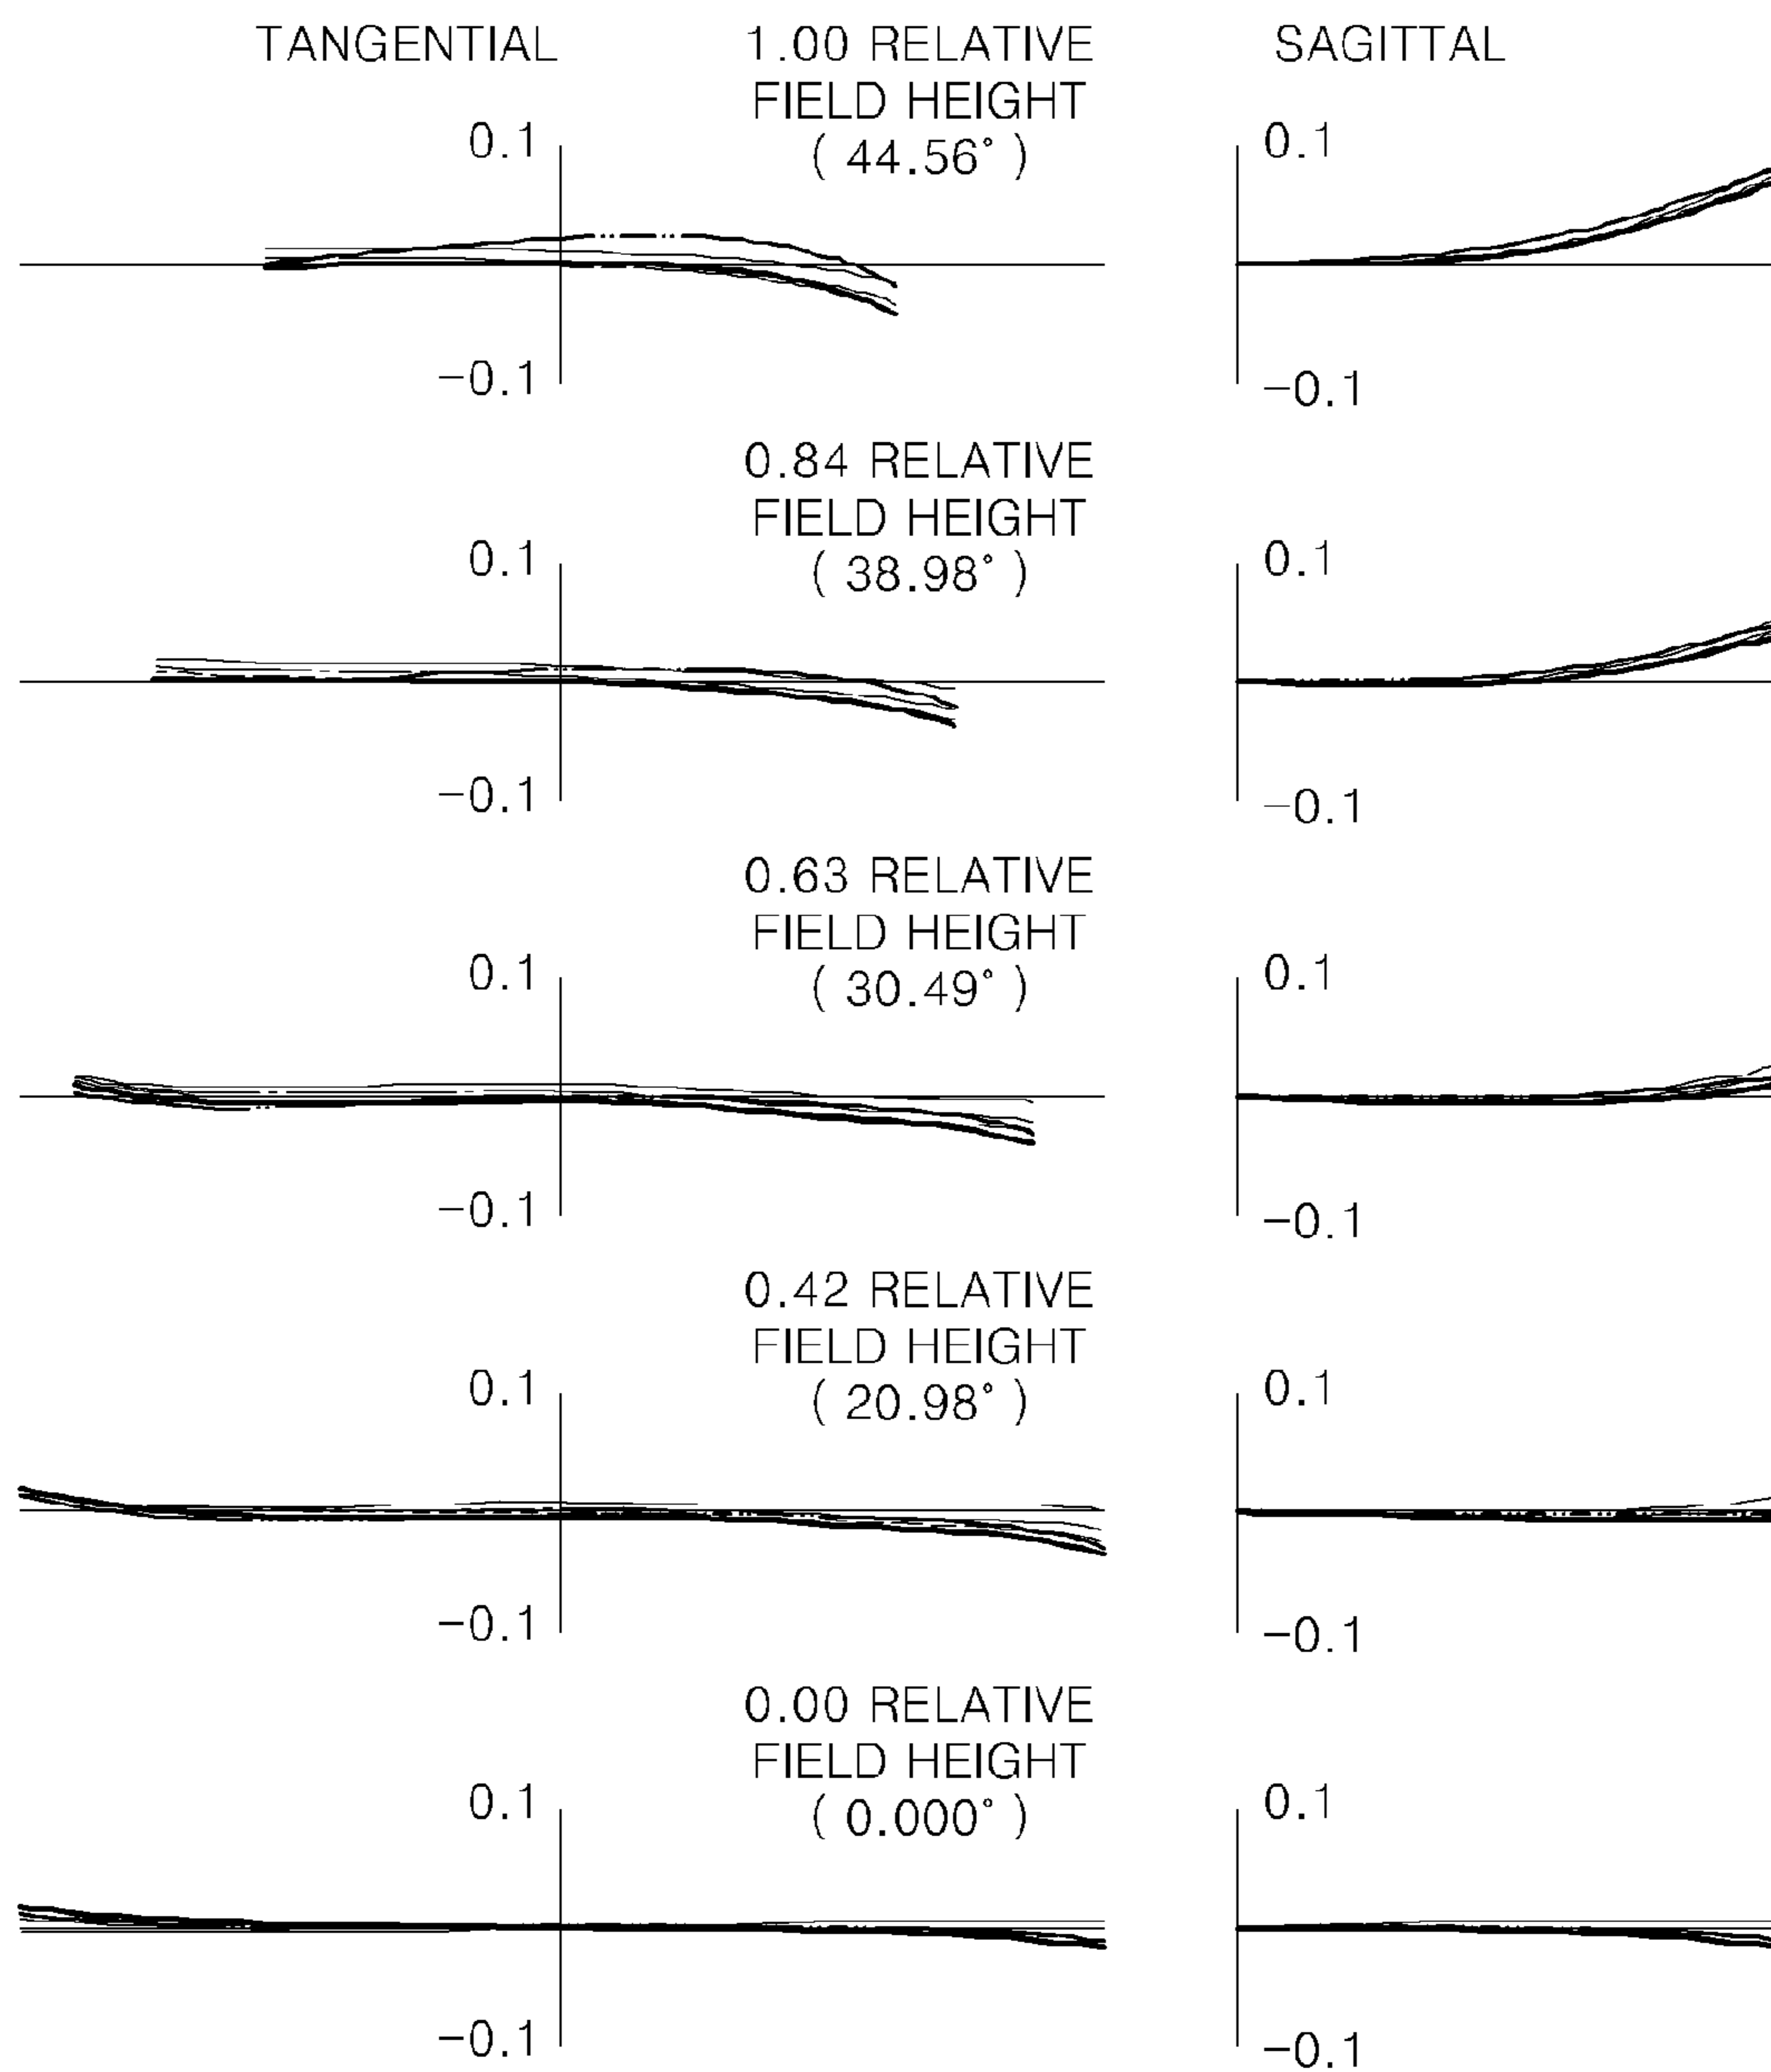 TANGENTIAL
1.00 RELATIVE
FIELD HEIGHT
( 44.56° )
SAGITTAL
0.1
0.1
−0.1
−0.1
0.84 RELATIVE
FIELD HEIGHT
( 38.98° )
0.1
0.1
−0.1
−0.1
0.63 RELATIVE
FIELD HEIGHT
( 30.49° )
0.1
0.1
−0.1
−0.1
0.42 RELATIVE
FIELD HEIGHT
( 20.98° )
0.1
0.1
−0.1
−0.1
0.00 RELATIVE
FIELD HEIGHT
( 0.000° )
0.1
0.1
−0.1
−0.1